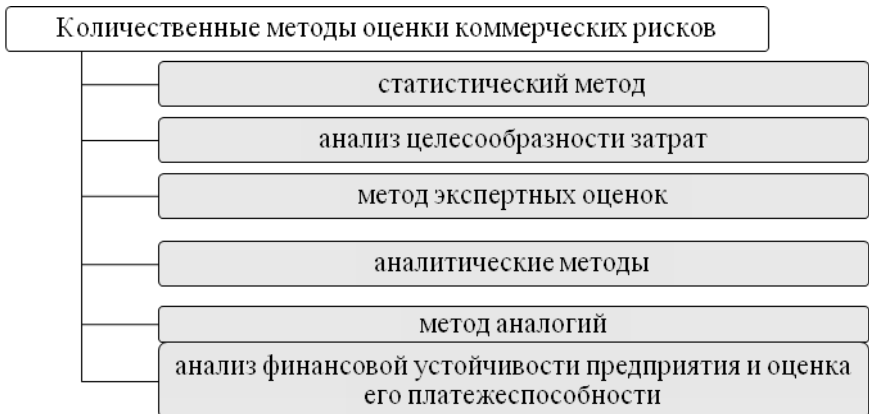 Количественные методы оценки коммерческих рисков
статистический метод
анализ целесообразности затрат
метод экспертных оценок
аналитические методы
метод аналогий
анализ финансовой устойчивости предприятия и оценка
его платежеспособности